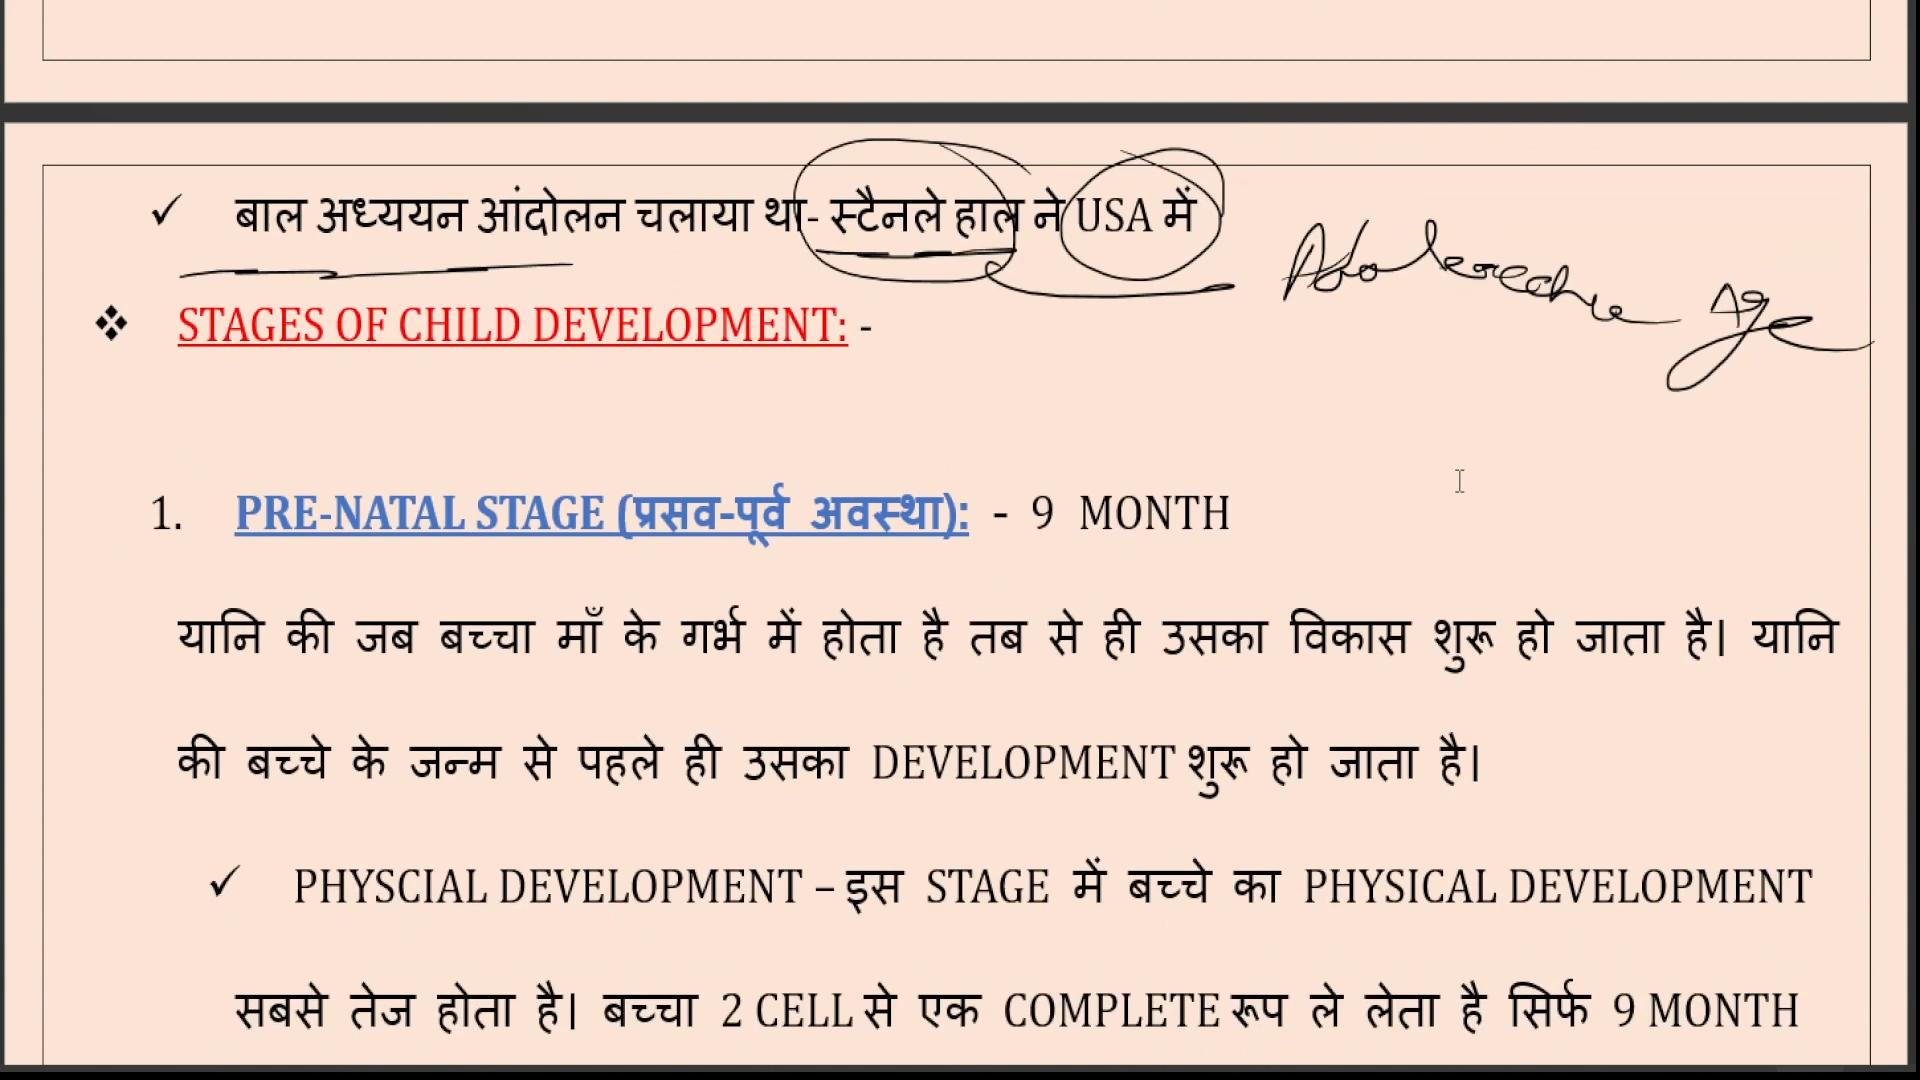 ✓ बाल अध्ययन आंदोलन चलाया था- स्टैनले हाल ने USA में
Adolescence Age
❖ STAGES OF CHILD DEVELOPMENT: -
1. PRE-NATAL STAGE (प्रसव-पूर्व अवस्था): - 9 MONTH
यानि की जब बच्चा माँ के गर्भ में होता है तब से ही उसका विकास शुरू हो जाता है। यानि
की बच्चे के जन्म से पहले ही उसका DEVELOPMENT शुरू हो जाता है।
✓ PHYSCIAL DEVELOPMENT – इस STAGE में बच्चे का PHYSICAL DEVELOPMENT
सबसे तेज होता है। बच्चा 2 CELL से एक COMPLETE रूप ले लेता है सिर्फ 9 MONTH